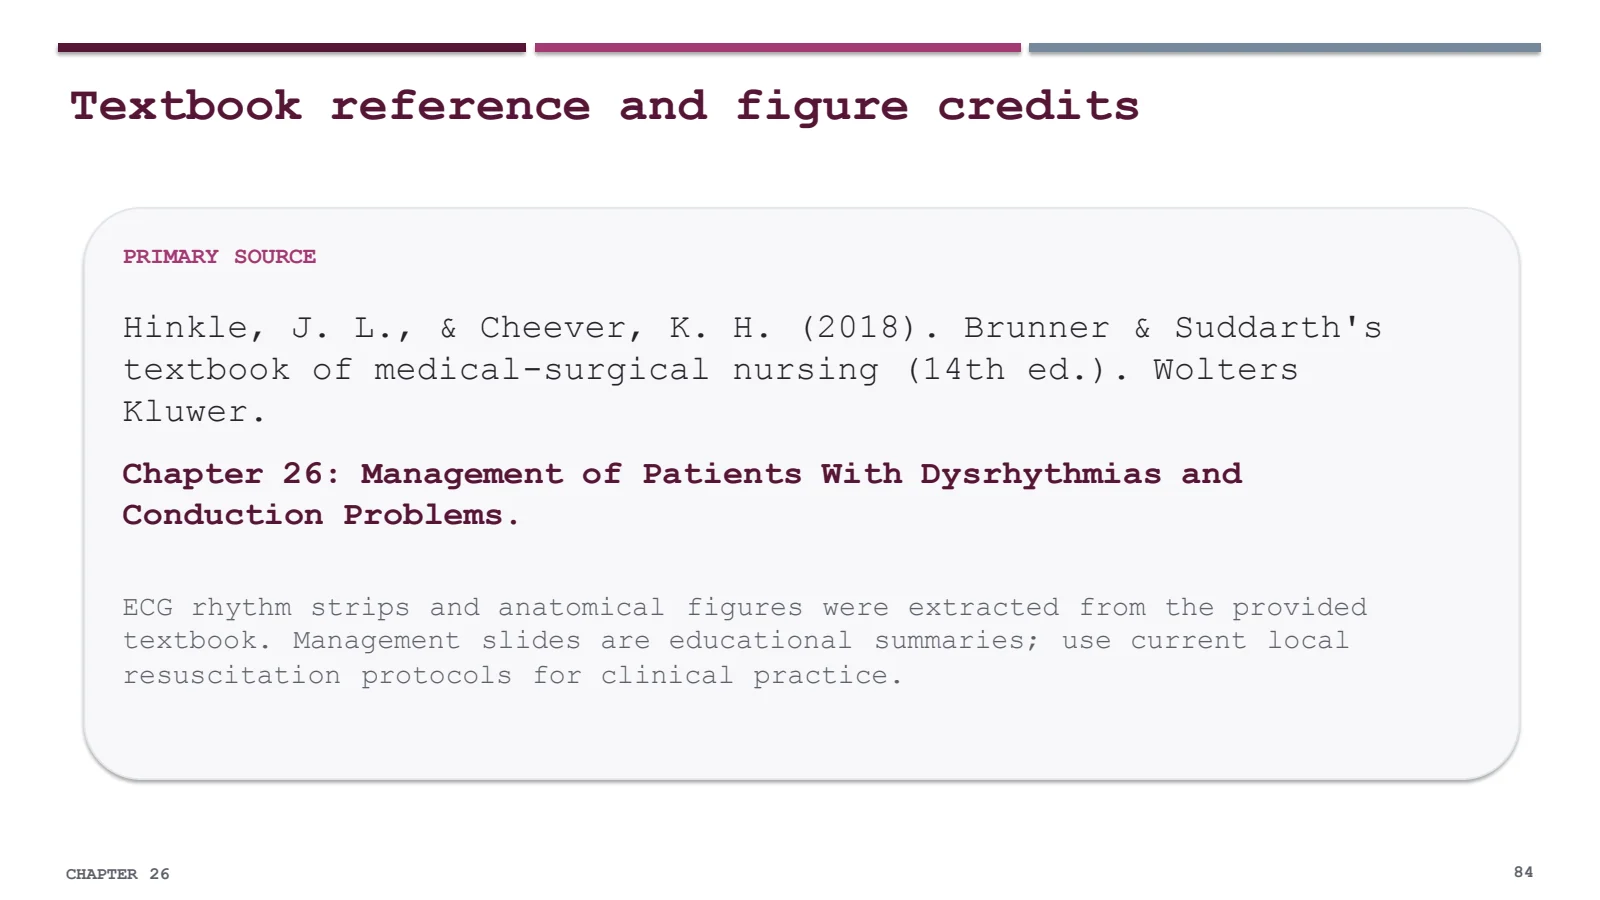 Textbook reference and figure credits
PRIMARY SOURCE
Hinkle, J. L., & Cheever, K. H. (2018). Brunner & Suddarth's
textbook of medical-surgical nursing (14th ed.). Wolters
Kluwer.
Chapter 26: Management of Patients With Dysrhythmias and
Conduction Problems.
ECG rhythm strips and anatomical figures were extracted from the provided
textbook. Management slides are educational summaries; use current local
resuscitation protocols for clinical practice.
CHAPTER 26
84